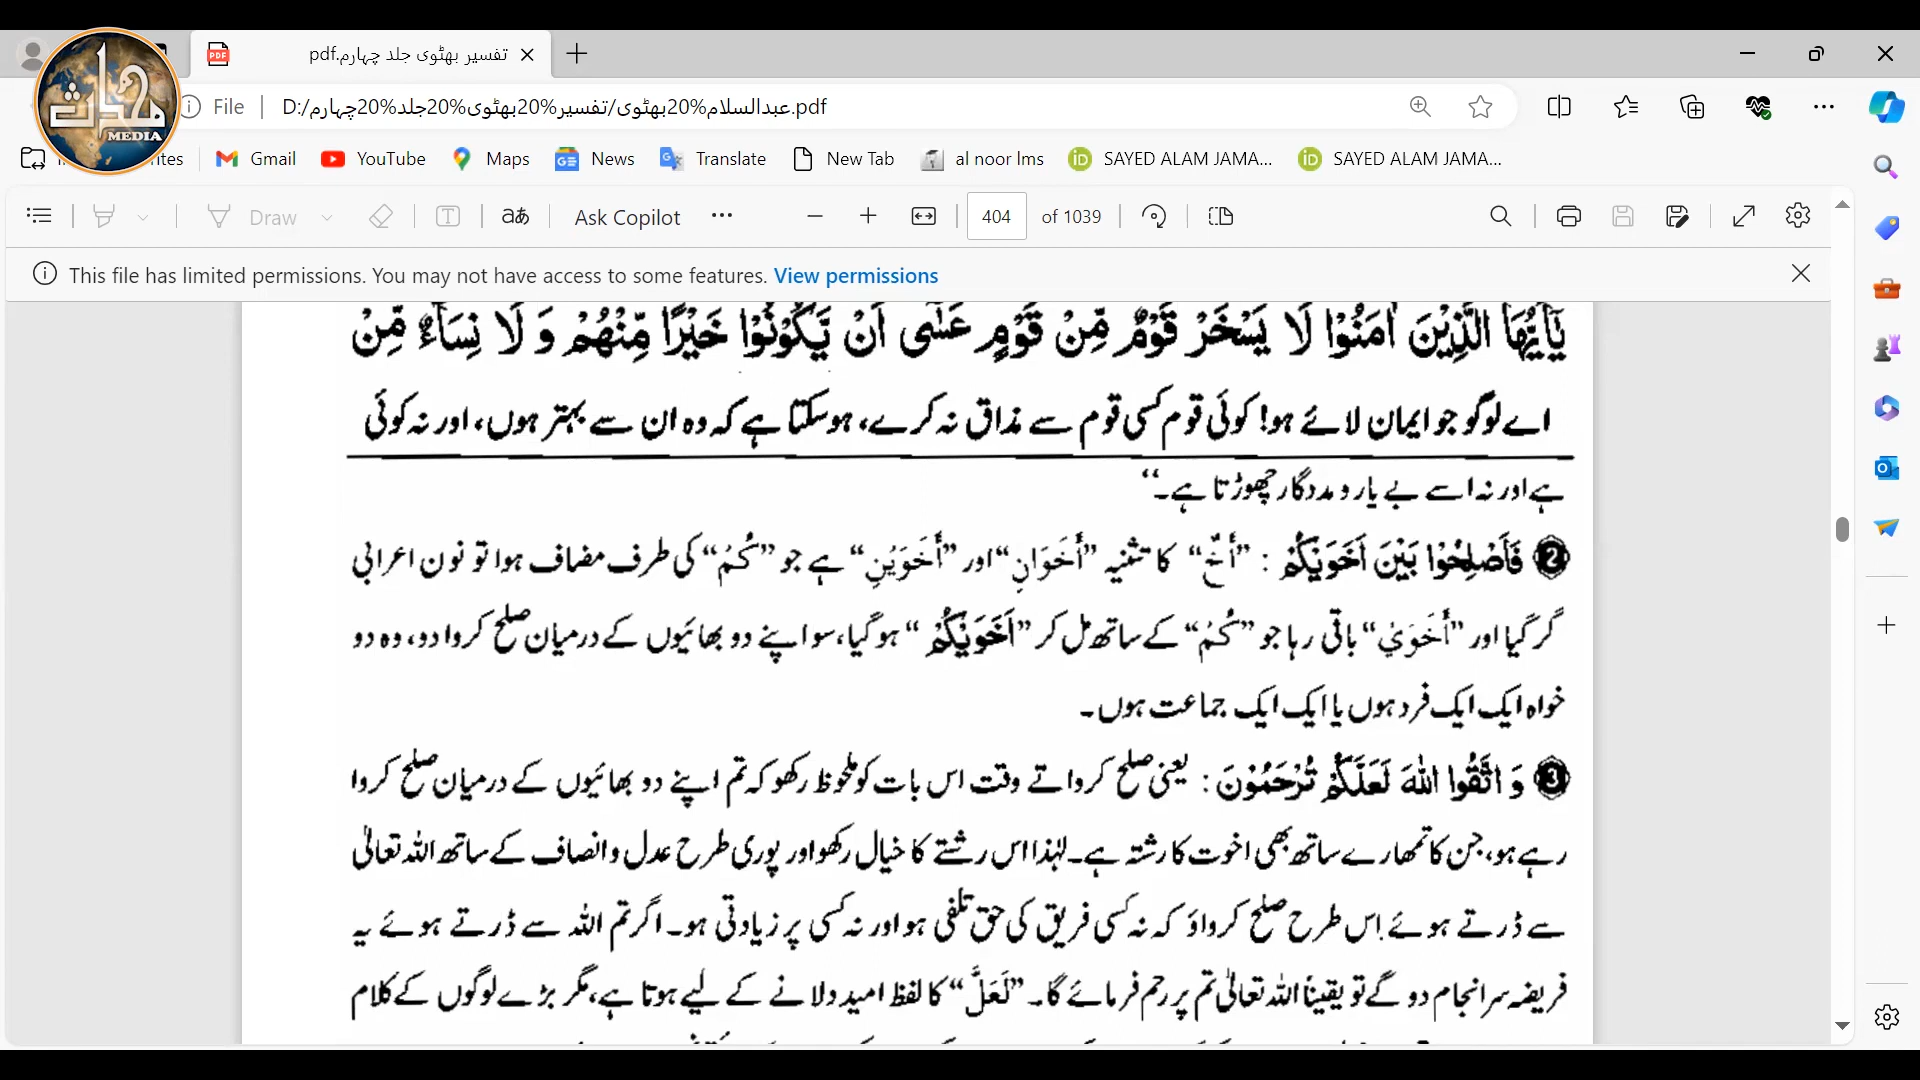 تفسیر بھٹوی جلد چہارم.pdf
File
D:/عبدالسلام%20بھٹوی/تفسیر%20بھٹوی%20جلد%20چہارم.pdf
محدث
MEDIA
Gmail
YouTube
Maps
News
Translate
New Tab
al noor lms
SAYED ALAM JAMA...
SAYED ALAM JAMA...
Draw
aあ
Ask Copilot
404
of 1039
This file has limited permissions. You may not have access to some features. View permissions
يٰۤاَيُّهَا الَّذِيْنَ اٰمَنُوْا لَا يَسْخَرْ قَوْمٌ مِّنْ قَوْمٍ عَسٰۤى اَنْ يَّكُوْنُوْا خَيْرًا مِّنْهُمْ وَ لَا نِسَآءٌ مِّنْ
اے لوگو جو ایمان لائے ہو! کوئی قوم کسی قوم سے مذاق نہ کرے، ہوسکتا ہے کہ وہ ان سے بہتر ہوں، اور نہ کوئی
ہے اور نہ اسے بے یار و مددگار چھوڑتا ہے۔“
2 فَاَصْلِحُوْا بَيْنَ اَخَوَيْكُمْ : ”أَخٌ“ کا تثنیہ ”أَخَوَانِ“ اور ”أَخَوَيْنِ“ ہے جو ”كُمْ“ کی طرف مضاف ہوا تو نون اعرابی
گر گیا اور ”أَخَوَيْ“ باقی رہا جو ”كُمْ“ کے ساتھ مل کر ”اَخَوَيْكُمْ“ ہو گیا، سو اپنے دو بھائیوں کے درمیان صلح کروا دو، وہ دو
خواہ ایک ایک فرد ہوں یا ایک ایک جماعت ہوں۔
3 وَ اتَّقُوا اللّٰهَ لَعَلَّكُمْ تُرْحَمُوْنَ : یعنی صلح کرواتے وقت اس بات کو ملحوظ رکھو کہ تم اپنے دو بھائیوں کے درمیان صلح کروا
رہے ہو، جن کا تمھارے ساتھ بھی اخوت کا رشتہ ہے۔ لہٰذا اس رشتے کا خیال رکھو اور پوری طرح عدل و انصاف کے ساتھ اللہ تعالیٰ
سے ڈرتے ہوئے اس طرح صلح کرواؤ کہ نہ کسی فریق کی حق تلفی ہو اور نہ کسی پر زیادتی ہو۔ اگر تم اللہ سے ڈرتے ہوئے یہ
فریضہ سرانجام دو گے تو یقیناً اللہ تعالیٰ تم پر رحم فرمائے گا۔ ”لَعَلَّ“ کا لفظ امید دلانے کے لیے ہوتا ہے، مگر بڑے لوگوں کے کلام